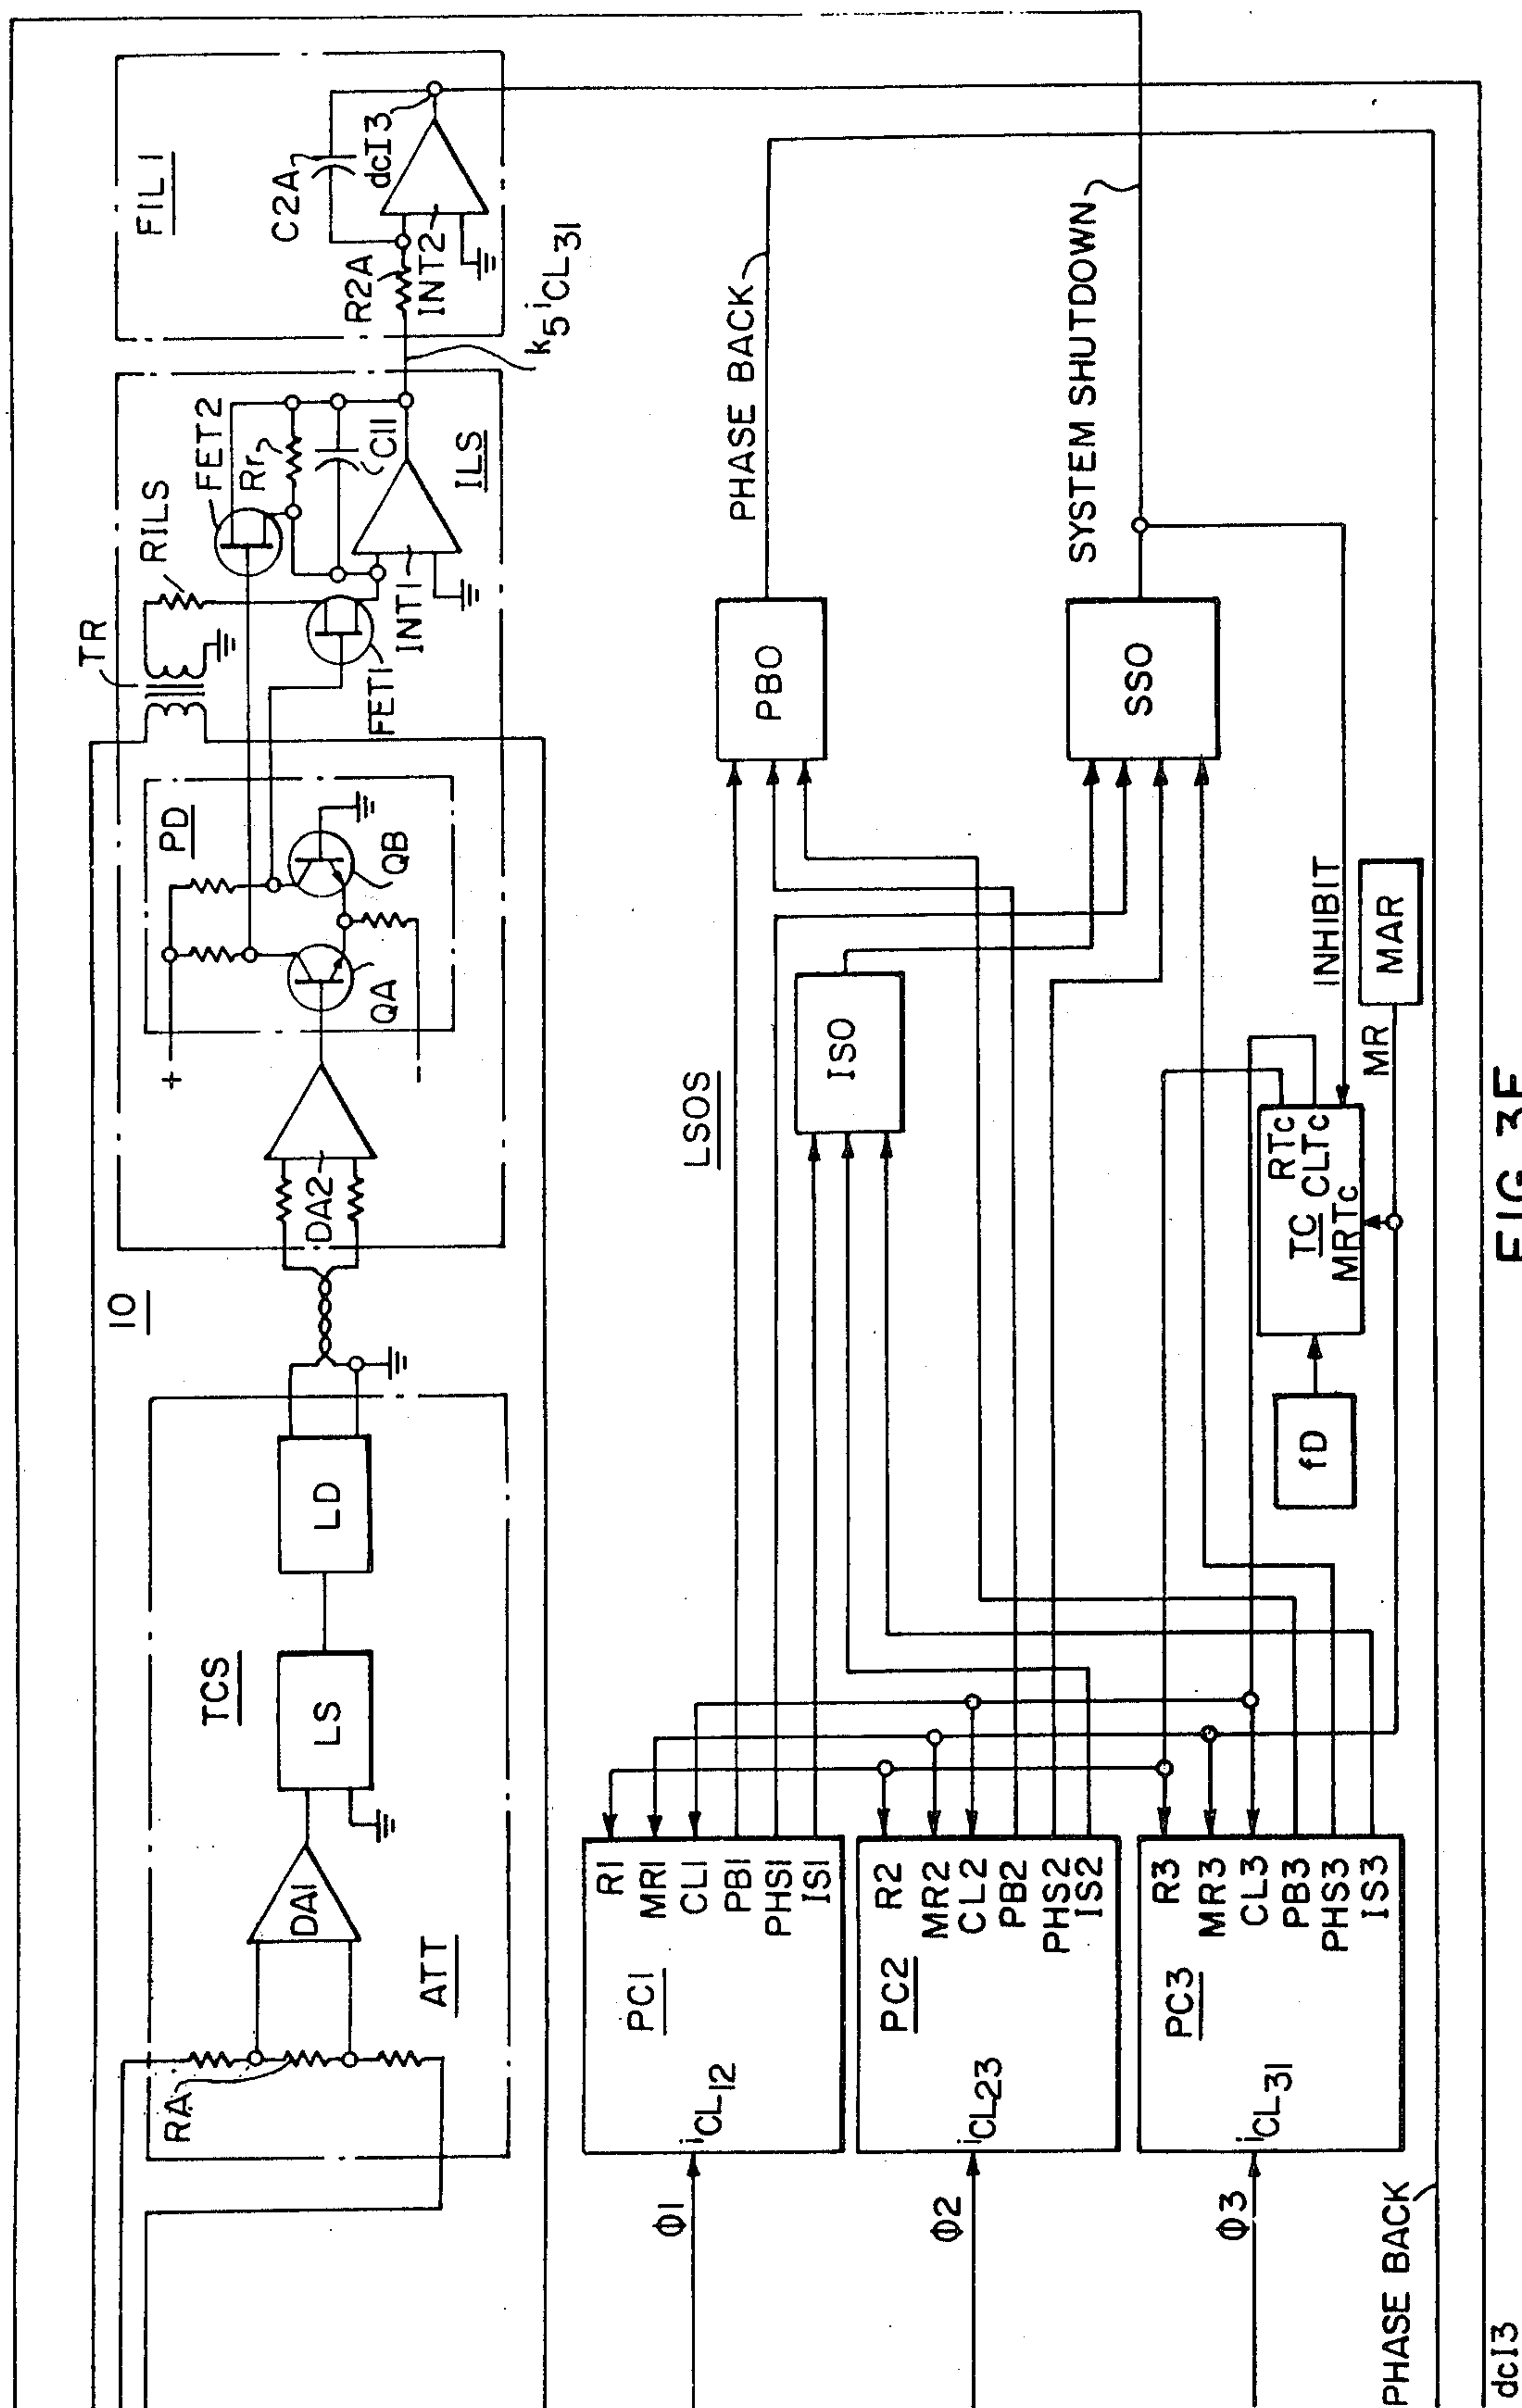 FIL 1
C2A
dcI3
R2A
INT2
k5iCL31
FET2
Rr
C11
RILS
ILS
INT1
FET1
TR
PD
QB
QA
+
−
DA2
10
LD
TCS
LS
DA1
ATT
RA
PHASE BACK
SYSTEM SHUTDOWN
PBO
SSO
LSOS
ISO
INHIBIT
MAR
MR
RTc
CLTc
TC
MRTc
fD
R1
MR1
CL1
PB1
PHS1
IS1
PC1
iCL12
R2
MR2
CL2
PB2
PHS2
IS2
PC2
iCL23
R3
MR3
CL3
PB3
PHS3
IS3
PC3
iCL31
Φ1
Φ2
Φ3
PHASE BACK
dcI3